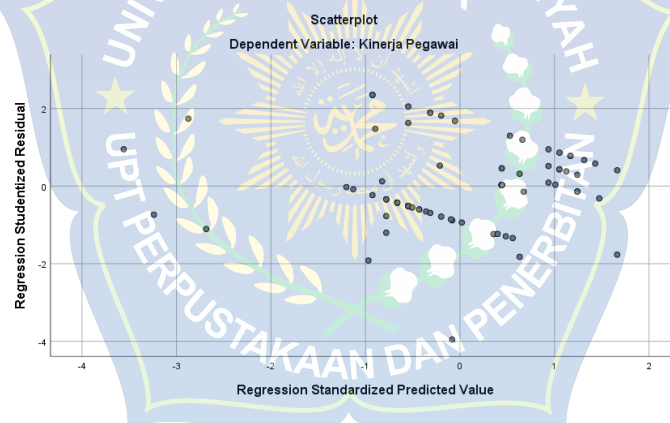 Scatterplot
Dependent Variable: Kinerja Pegawai
Regression Studentized Residual
2
0
-2
-4
-4
-3
-2
-1
0
1
2
Regression Standardized Predicted Value
UPT PERPUSTAKAAN DAN PENERBITAN